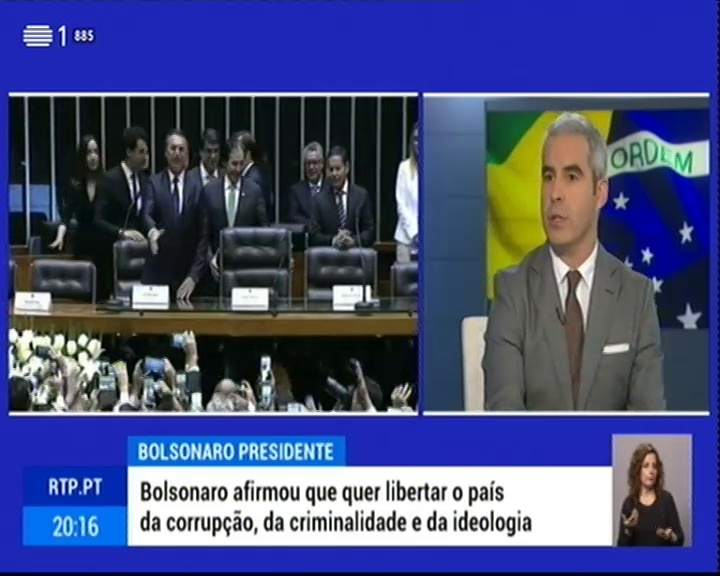 1 885
ORDEM
BOLSONARO PRESIDENTE
RTP.PT
Bolsonaro afirmou que quer libertar o país
20:16
da corrupção, da criminalidade e da ideologia